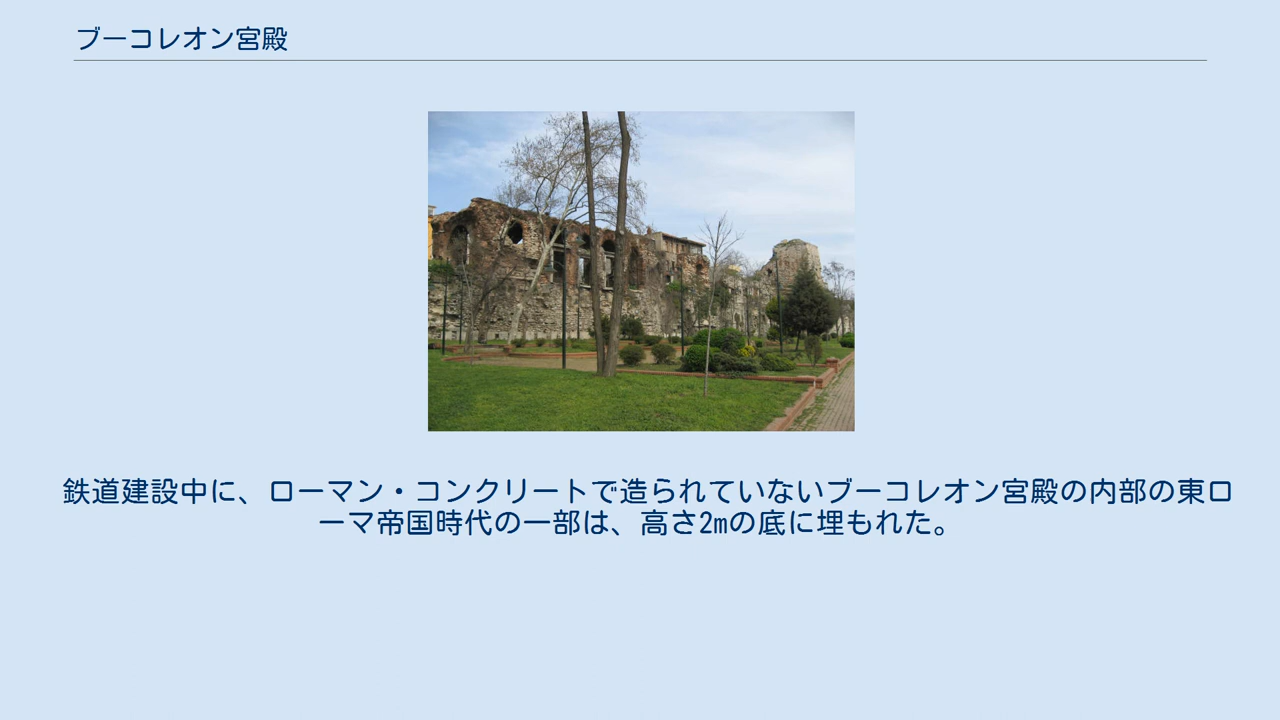 ブーコレオン宮殿
鉄道建設中に、ローマン・コンクリートで造られていないブーコレオン宮殿の内部の東ロ
ーマ帝国時代の一部は、高さ2mの底に埋もれた。